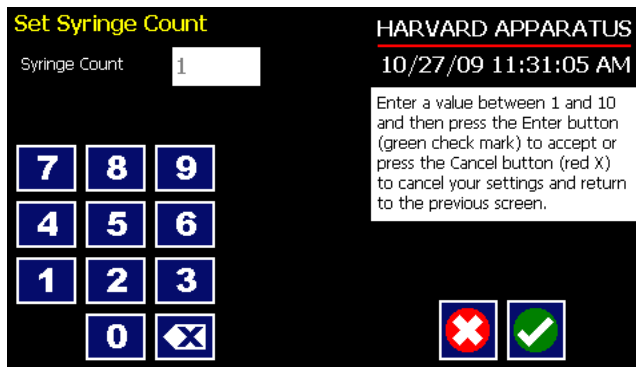 Set Syringe Count
HARVARD APPARATUS
Syringe Count 1
10/27/09 11:31:05 AM
Enter a value between 1 and 10
and then press the Enter button
(green check mark) to accept or
press the Cancel button (red X)
to cancel your settings and return
to the previous screen.
7 8 9
4 5 6
1 2 3
0